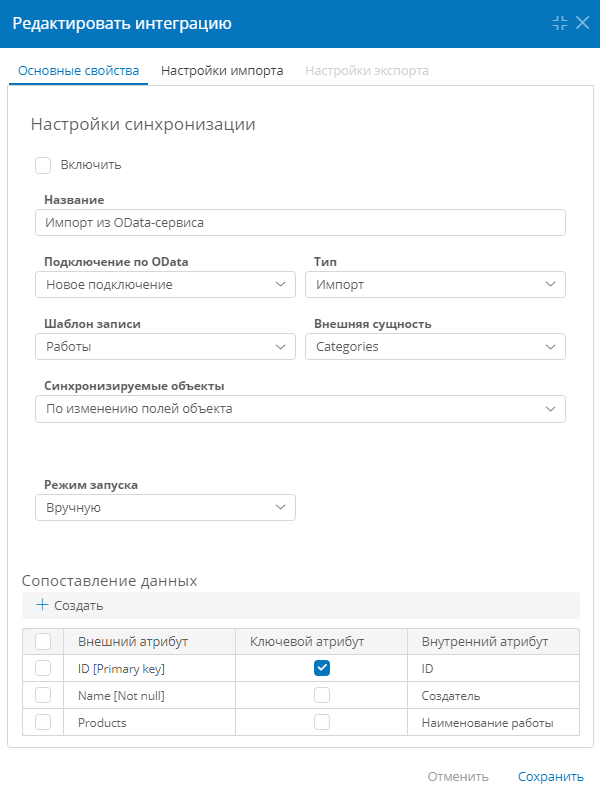 Редактировать интеграцию
Основные свойства Настройки импорта Настройки экспорта
Настройки синхронизации
Включить
Название
Импорт из OData-сервиса
Подключение по OData Тип
Новое подключение Импорт
Шаблон записи Внешняя сущность
Работы Categories
Синхронизируемые объекты
По изменению полей объекта
Режим запуска
Вручную
Сопоставление данных
+ Создать
Внешний атрибут Ключевой атрибут Внутренний атрибут
ID [Primary key] ID
Name [Not null] Создатель
Products Наименование работы
Отменить Сохранить